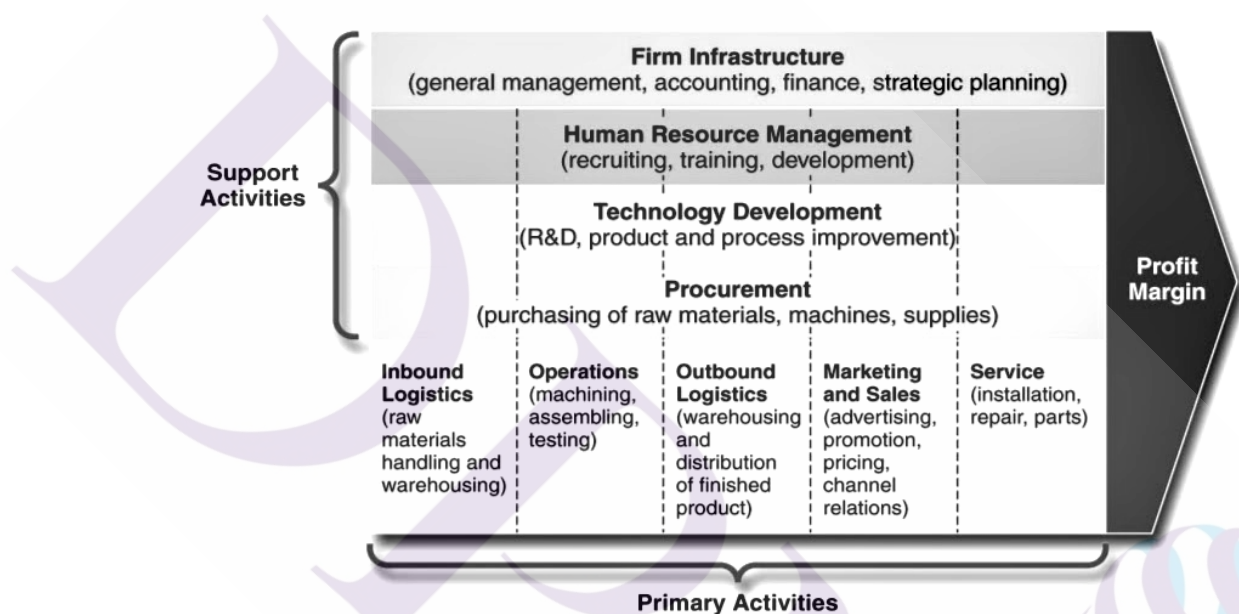 Firm Infrastructure
(general management, accounting, finance, strategic planning)
Human Resource Management
(recruiting, training, development)
Support
Activities
Technology Development
(R&D, product and process improvement)
Procurement
(purchasing of raw materials, machines, supplies)
Profit
Margin
Inbound
Logistics
(raw
materials
handling and
warehousing)
Operations
(machining,
assembling,
testing)
Outbound
Logistics
(warehousing
and
distribution
of finished
product)
Marketing
and Sales
(advertising,
promotion,
pricing,
channel
relations)
Service
(installation,
repair, parts)
Primary Activities